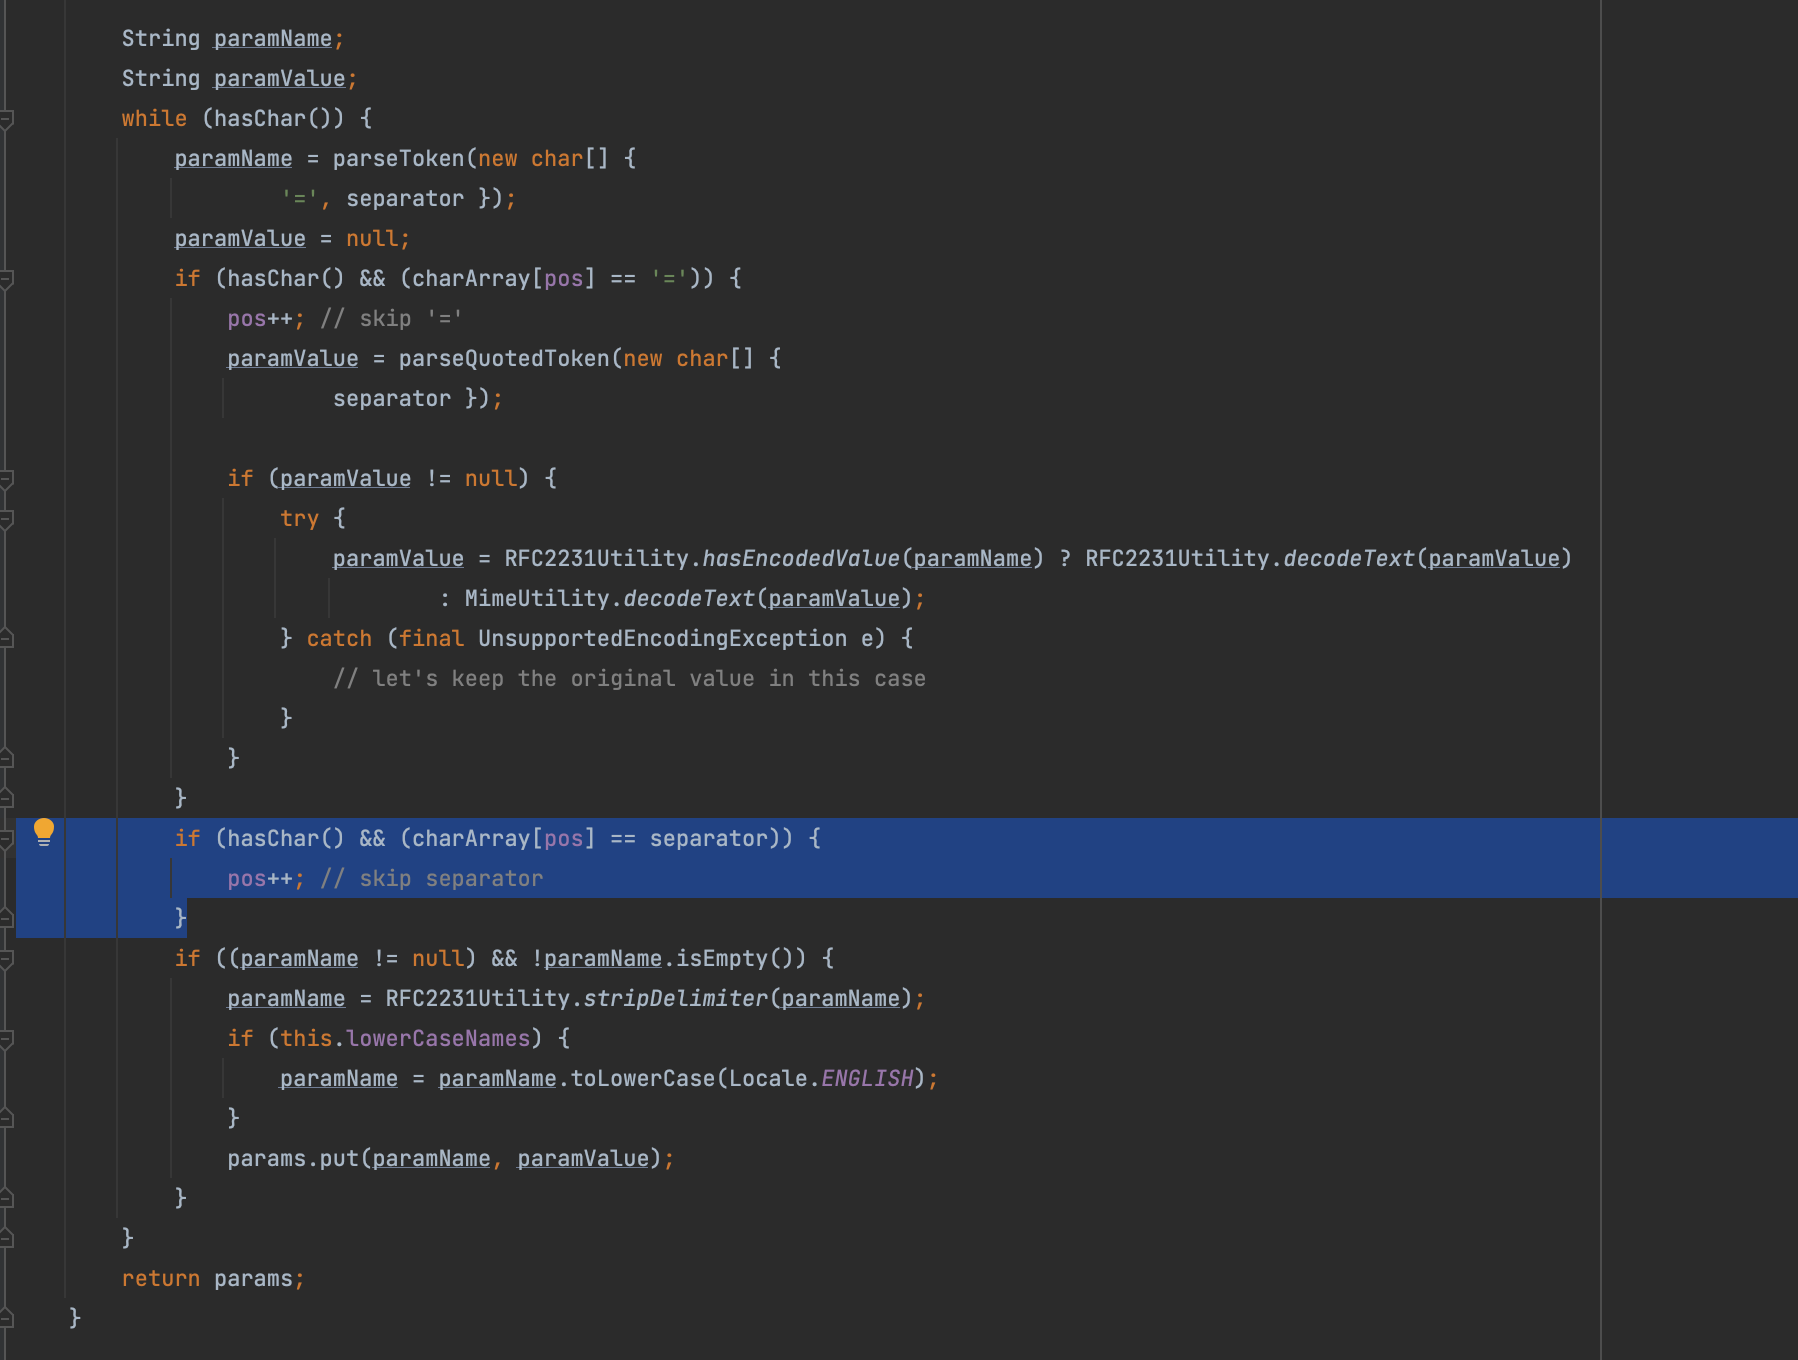 String paramName;
String paramValue;
while (hasChar()) {
paramName = parseToken(new char[] {
'=', separator });
paramValue = null;
if (hasChar() && (charArray[pos] == '=')) {
pos++; // skip '='
paramValue = parseQuotedToken(new char[] {
separator });
if (paramValue != null) {
try {
paramValue = RFC2231Utility.hasEncodedValue(paramName) ? RFC2231Utility.decodeText(paramValue)
: MimeUtility.decodeText(paramValue);
} catch (final UnsupportedEncodingException e) {
// let's keep the original value in this case
}
}
}
if (hasChar() && (charArray[pos] == separator)) {
pos++; // skip separator
}
if ((paramName != null) && !paramName.isEmpty()) {
paramName = RFC2231Utility.stripDelimiter(paramName);
if (this.lowerCaseNames) {
paramName = paramName.toLowerCase(Locale.ENGLISH);
}
params.put(paramName, paramValue);
}
}
return params;
}